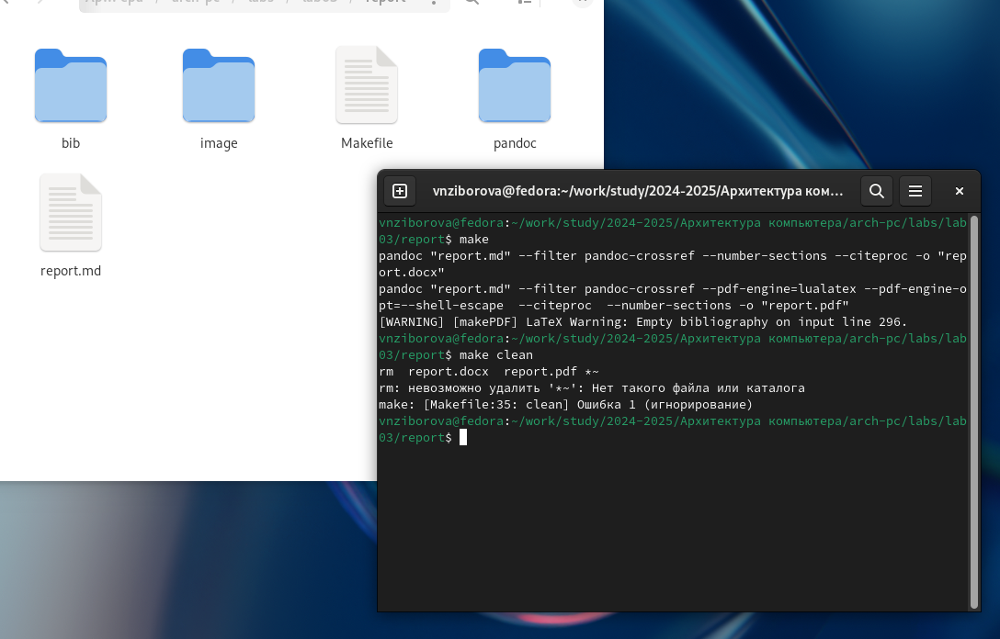 bib
image
Makefile
pandoc
report.md
vnziborova@fedora:~/work/study/2024-2025/Архитектура ком...
vnziborova@fedora:~/work/study/2024-2025/Архитектура компьютера/arch-pc/labs/lab
03/report$ make
pandoc "report.md" --filter pandoc-crossref --number-sections --citeproc -o "rep
ort.docx"
pandoc "report.md" --filter pandoc-crossref --pdf-engine=lualatex --pdf-engine-o
pt=--shell-escape  --citeproc  --number-sections -o "report.pdf"
[WARNING] [makePDF] LaTeX Warning: Empty bibliography on input line 296.
vnziborova@fedora:~/work/study/2024-2025/Архитектура компьютера/arch-pc/labs/lab
03/report$ make clean
rm  report.docx  report.pdf *~
rm: невозможно удалить '*~': Нет такого файла или каталога
make: [Makefile:35: clean] Ошибка 1 (игнорирование)
vnziborova@fedora:~/work/study/2024-2025/Архитектура компьютера/arch-pc/labs/lab
03/report$